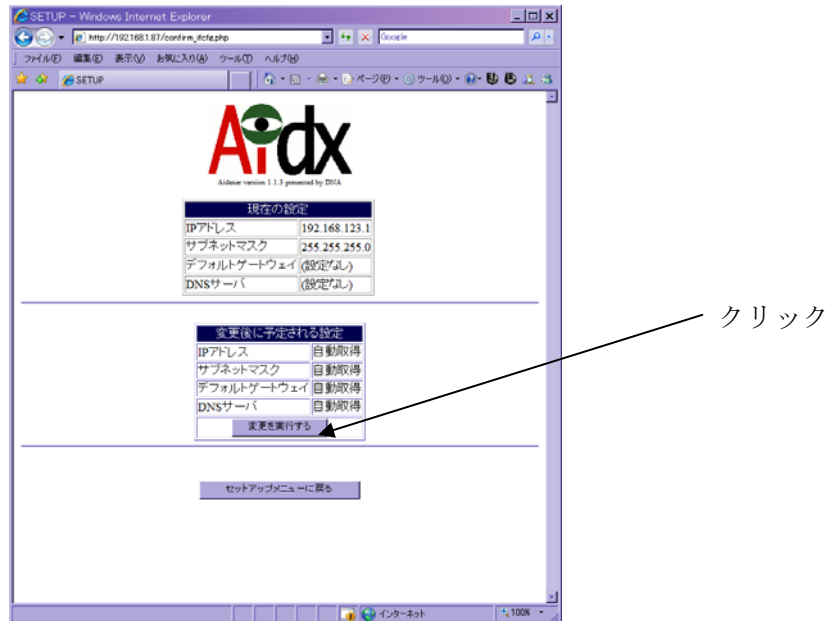 SETUP - Windows Internet Explorer
http://192.168.1.87/confirm_ifcfg.php
Google
ファイル(F) 編集(E) 表示(V) お気に入り(A) ツール(T) ヘルプ(H)
SETUP
ページ(P) ツール(O)
Aidx
Aidexer version 1.1.3 presented by DNA
現在の設定
IPアドレス 192.168.123.1
サブネットマスク 255.255.255.0
デフォルトゲートウェイ (設定なし)
DNSサーバ (設定なし)
クリック
変更後に予定される設定
IPアドレス 自動取得
サブネットマスク 自動取得
デフォルトゲートウェイ 自動取得
DNSサーバ 自動取得
変更を実行する
セットアップメニューに戻る
インターネット 100%